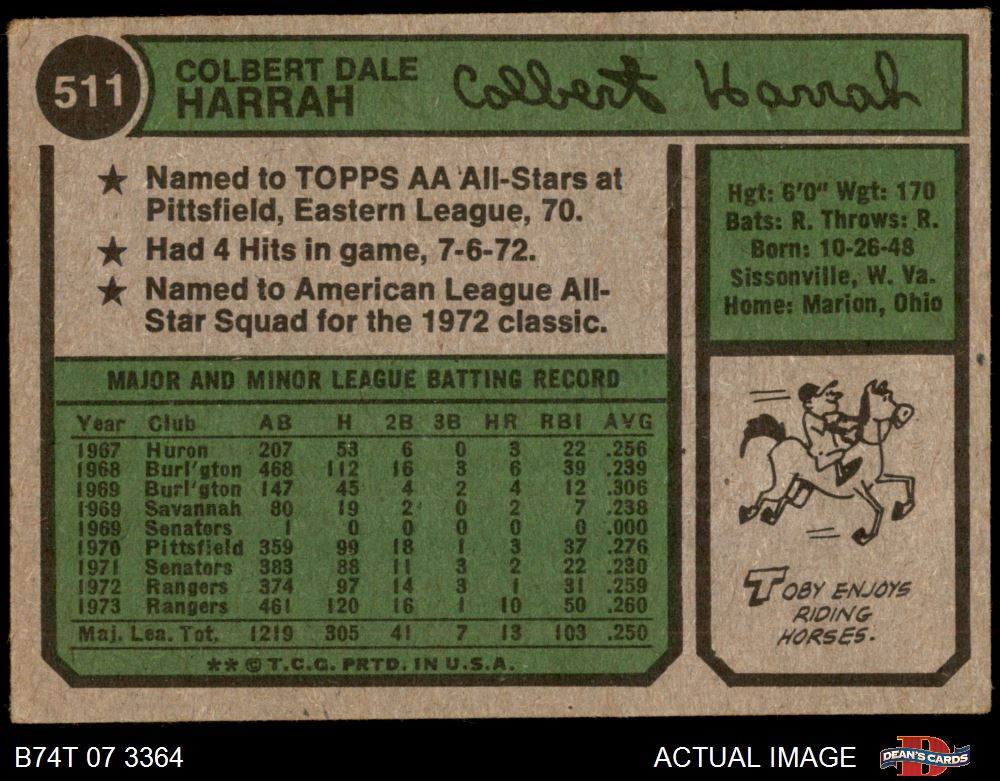 511
COLBERT DALE
HARRAH
Colbert Harrah
★ Named to TOPPS AA All-Stars at
Pittsfield, Eastern League, 70.
★ Had 4 Hits in game, 7-6-72.
★ Named to American League All-
Star Squad for the 1972 classic.
Hgt: 6'0" Wgt: 170
Bats: R. Throws: R.
Born: 10-26-48
Sissonville, W. Va.
Home: Marion, Ohio
MAJOR AND MINOR LEAGUE BATTING RECORD
Year Club AB H 2B 3B HR RBI AVG
1967 Huron 207 53 6 0 3 22 .256
1968 Burl'gton 468 112 16 3 6 39 .239
1969 Burl'gton 147 45 4 2 4 12 .306
1969 Savannah 80 19 2 0 2 7 .238
1969 Senators 1 0 0 0 0 0 .000
1970 Pittsfield 359 99 18 1 3 37 .276
1971 Senators 383 88 11 3 2 22 .230
1972 Rangers 374 97 14 3 1 31 .259
1973 Rangers 461 120 16 1 10 50 .260
Maj. Lea. Tot. 1219 305 41 7 13 103 .250
** © T.C.G. PRTD. IN U.S.A.
TOBY ENJOYS
RIDING
HORSES.
B74T 07 3364
ACTUAL IMAGE
D
DEAN'S CARDS